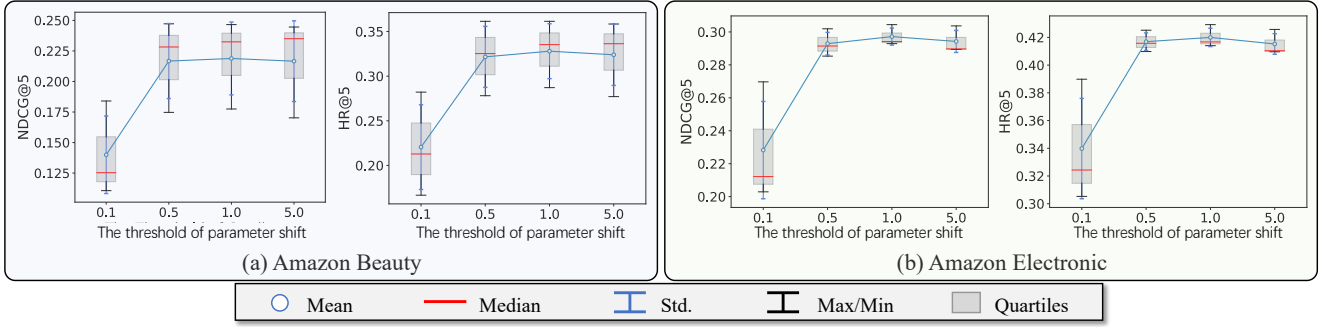 0.250
0.225
0.200
0.175
0.150
0.125
NDCG@5
0.1 0.5 1.0 5.0
The threshold of parameter shift
0.35
0.30
0.25
0.20
HR@5
0.1 0.5 1.0 5.0
The threshold of parameter shift
(a) Amazon Beauty
0.30
0.28
0.26
0.24
0.22
0.20
NDCG@5
0.1 0.5 1.0 5.0
The threshold of parameter shift
0.42
0.40
0.38
0.36
0.34
0.32
0.30
HR@5
0.1 0.5 1.0 5.0
The threshold of parameter shift
(b) Amazon Electronic
Mean Median Std. Max/Min Quartiles